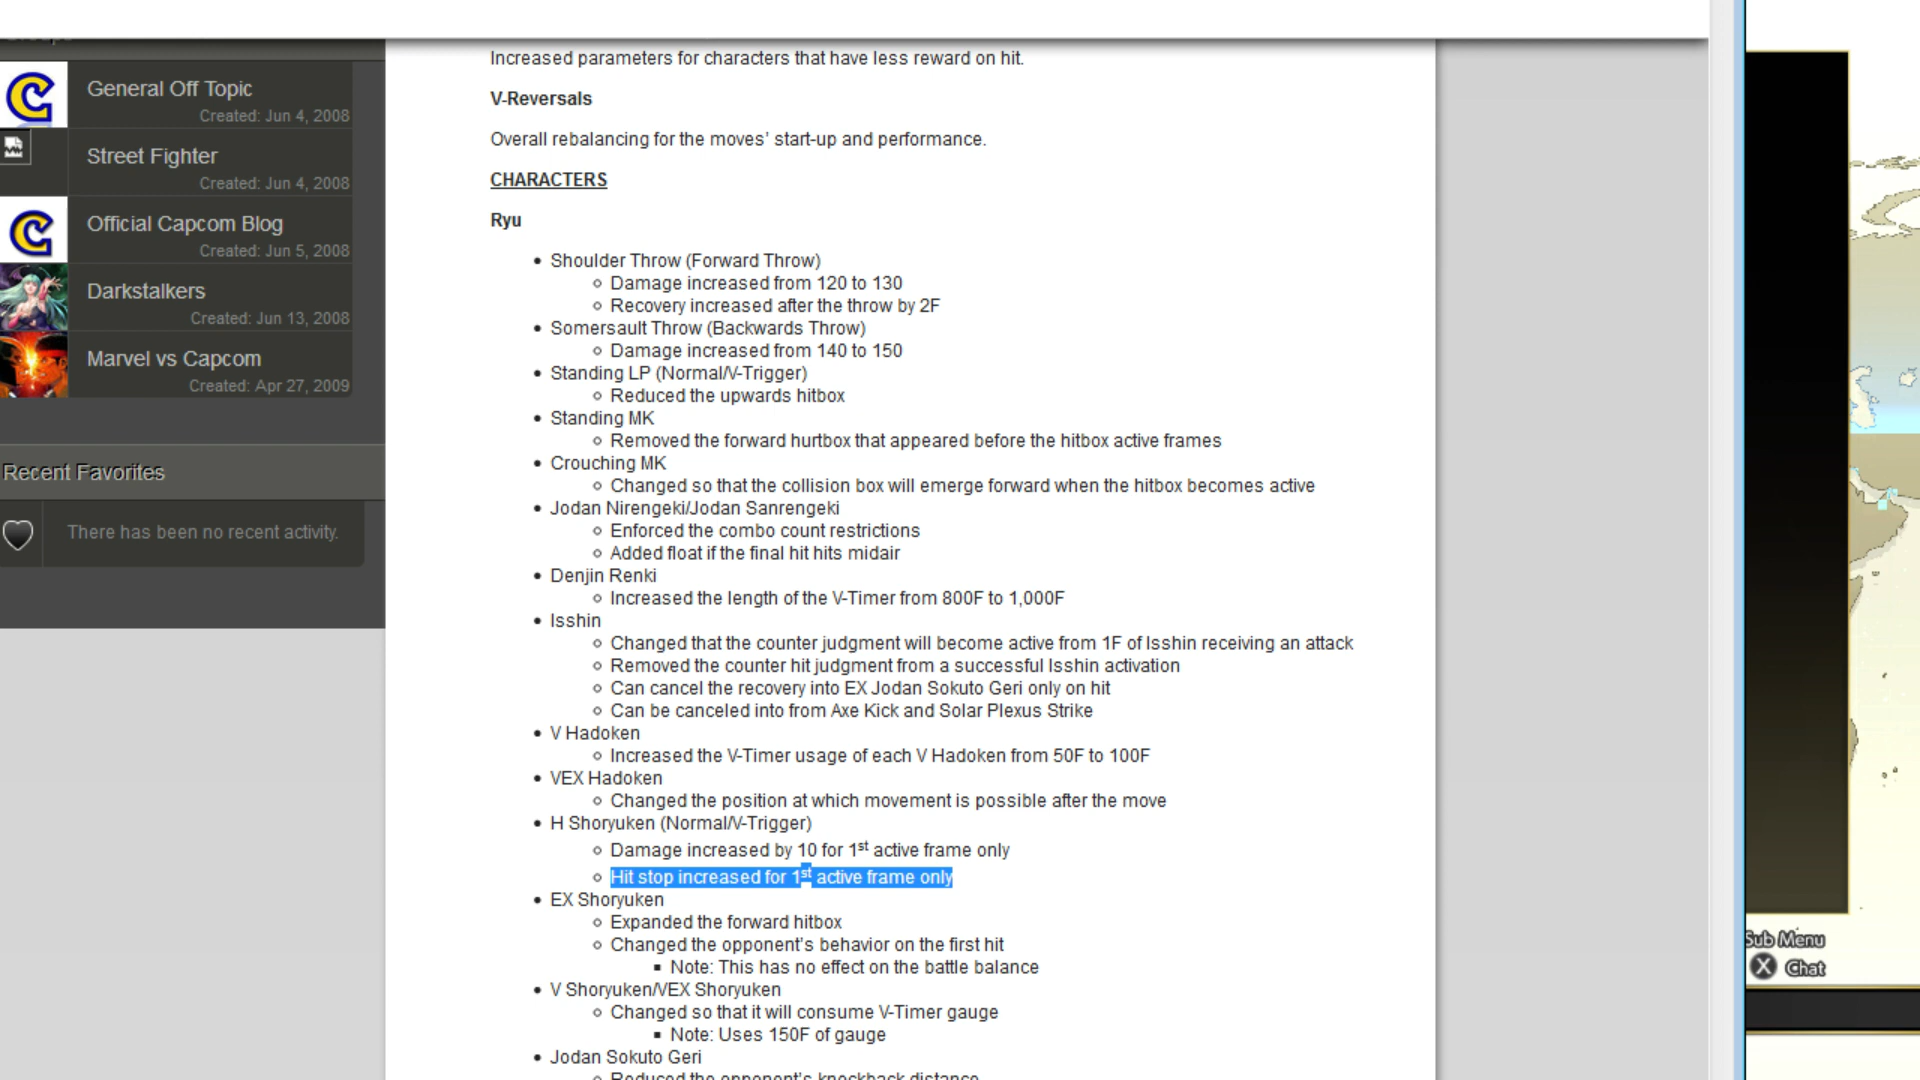 Groups
General Off Topic
Created: Jun 4, 2008
Street Fighter
Created: Jun 4, 2008
Official Capcom Blog
Created: Jun 5, 2008
Darkstalkers
Created: Jun 13, 2008
Marvel vs Capcom
Created: Apr 27, 2009
Recent Favorites
There has been no recent activity.
Increased parameters for characters that have less reward on hit.
V-Reversals
Overall rebalancing for the moves' start-up and performance.
CHARACTERS
Ryu
• Shoulder Throw (Forward Throw)
○ Damage increased from 120 to 130
○ Recovery increased after the throw by 2F
• Somersault Throw (Backwards Throw)
○ Damage increased from 140 to 150
• Standing LP (Normal/V-Trigger)
○ Reduced the upwards hitbox
• Standing MK
○ Removed the forward hurtbox that appeared before the hitbox active frames
• Crouching MK
○ Changed so that the collision box will emerge forward when the hitbox becomes active
• Jodan Nirengeki/Jodan Sanrengeki
○ Enforced the combo count restrictions
○ Added float if the final hit hits midair
• Denjin Renki
○ Increased the length of the V-Timer from 800F to 1,000F
• Isshin
○ Changed that the counter judgment will become active from 1F of Isshin receiving an attack
○ Removed the counter hit judgment from a successful Isshin activation
○ Can cancel the recovery into EX Jodan Sokuto Geri only on hit
○ Can be canceled into from Axe Kick and Solar Plexus Strike
• V Hadoken
○ Increased the V-Timer usage of each V Hadoken from 50F to 100F
• VEX Hadoken
○ Changed the position at which movement is possible after the move
• H Shoryuken (Normal/V-Trigger)
○ Damage increased by 10 for 1st active frame only
○ Hit stop increased for 1st active frame only
• EX Shoryuken
○ Expanded the forward hitbox
○ Changed the opponent's behavior on the first hit
▪ Note: This has no effect on the battle balance
• V Shoryuken/VEX Shoryuken
○ Changed so that it will consume V-Timer gauge
▪ Note: Uses 150F of gauge
• Jodan Sokuto Geri
○ Reduced the opponent's knockback distance
Sub Menu
X Chat